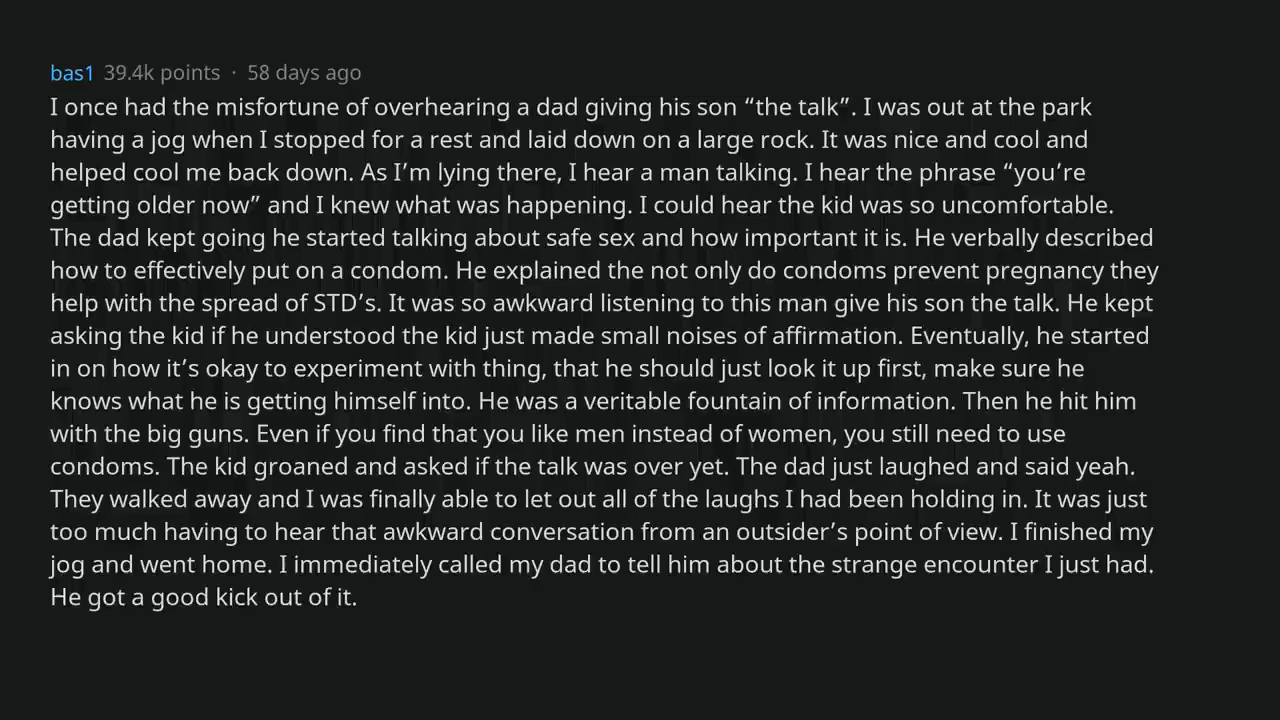 bas1 39.4k points · 58 days ago
I once had the misfortune of overhearing a dad giving his son “the talk”. I was out at the park
having a jog when I stopped for a rest and laid down on a large rock. It was nice and cool and
helped cool me back down. As I’m lying there, I hear a man talking. I hear the phrase “you’re
getting older now” and I knew what was happening. I could hear the kid was so uncomfortable.
The dad kept going he started talking about safe sex and how important it is. He verbally described
how to effectively put on a condom. He explained the not only do condoms prevent pregnancy they
help with the spread of STD’s. It was so awkward listening to this man give his son the talk. He kept
asking the kid if he understood the kid just made small noises of affirmation. Eventually, he started
in on how it’s okay to experiment with thing, that he should just look it up first, make sure he
knows what he is getting himself into. He was a veritable fountain of information. Then he hit him
with the big guns. Even if you find that you like men instead of women, you still need to use
condoms. The kid groaned and asked if the talk was over yet. The dad just laughed and said yeah.
They walked away and I was finally able to let out all of the laughs I had been holding in. It was just
too much having to hear that awkward conversation from an outsider’s point of view. I finished my
jog and went home. I immediately called my dad to tell him about the strange encounter I just had.
He got a good kick out of it.